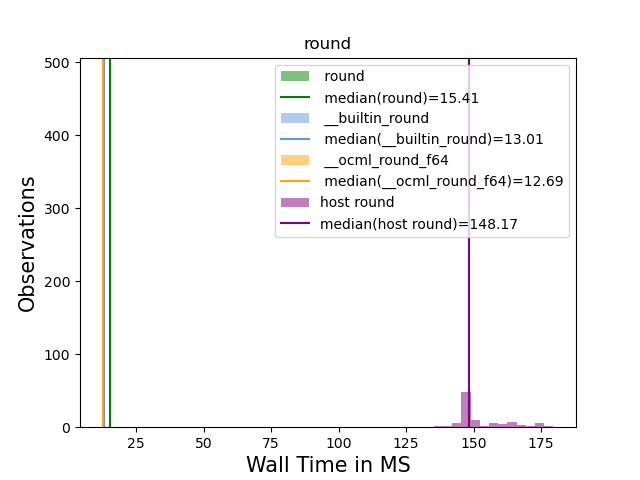 round
500
400
300
200
100
0
Observations
round
median(round)=15.41
__builtin_round
median(__builtin_round)=13.01
__ocml_round_f64
median(__ocml_round_f64)=12.69
host round
median(host round)=148.17
25 50 75 100 125 150 175
Wall Time in MS